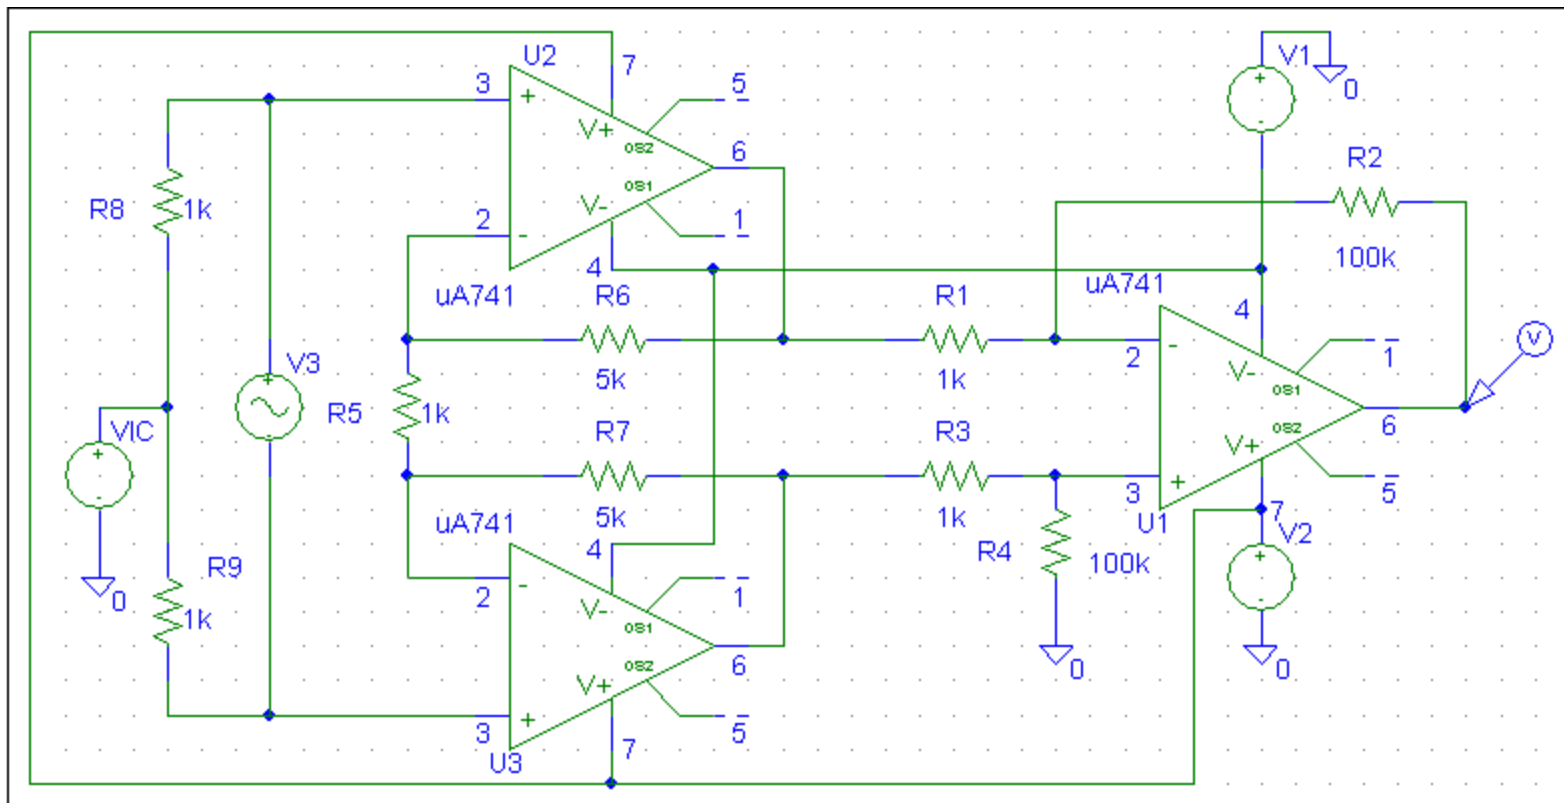 U2
7
V1
3
+
5
+
0
V+
OS2
-
6
R2
R8
1k
OS1
V-
2
-
1
100k
4
uA741
R6
R1
uA741
4
5k
1k
2
-
1
V
V3
V-
OS1
+
R5
1k
R7
R3
OS2
6
VIC
V+
+
5k
1k
3
+
5
-
-
uA741
4
U1
7
V2
R4
100k
+
R9
0
2
-
1
-
1k
V-
OS1
OS2
6
0
0
V+
3
+
5
U3
7